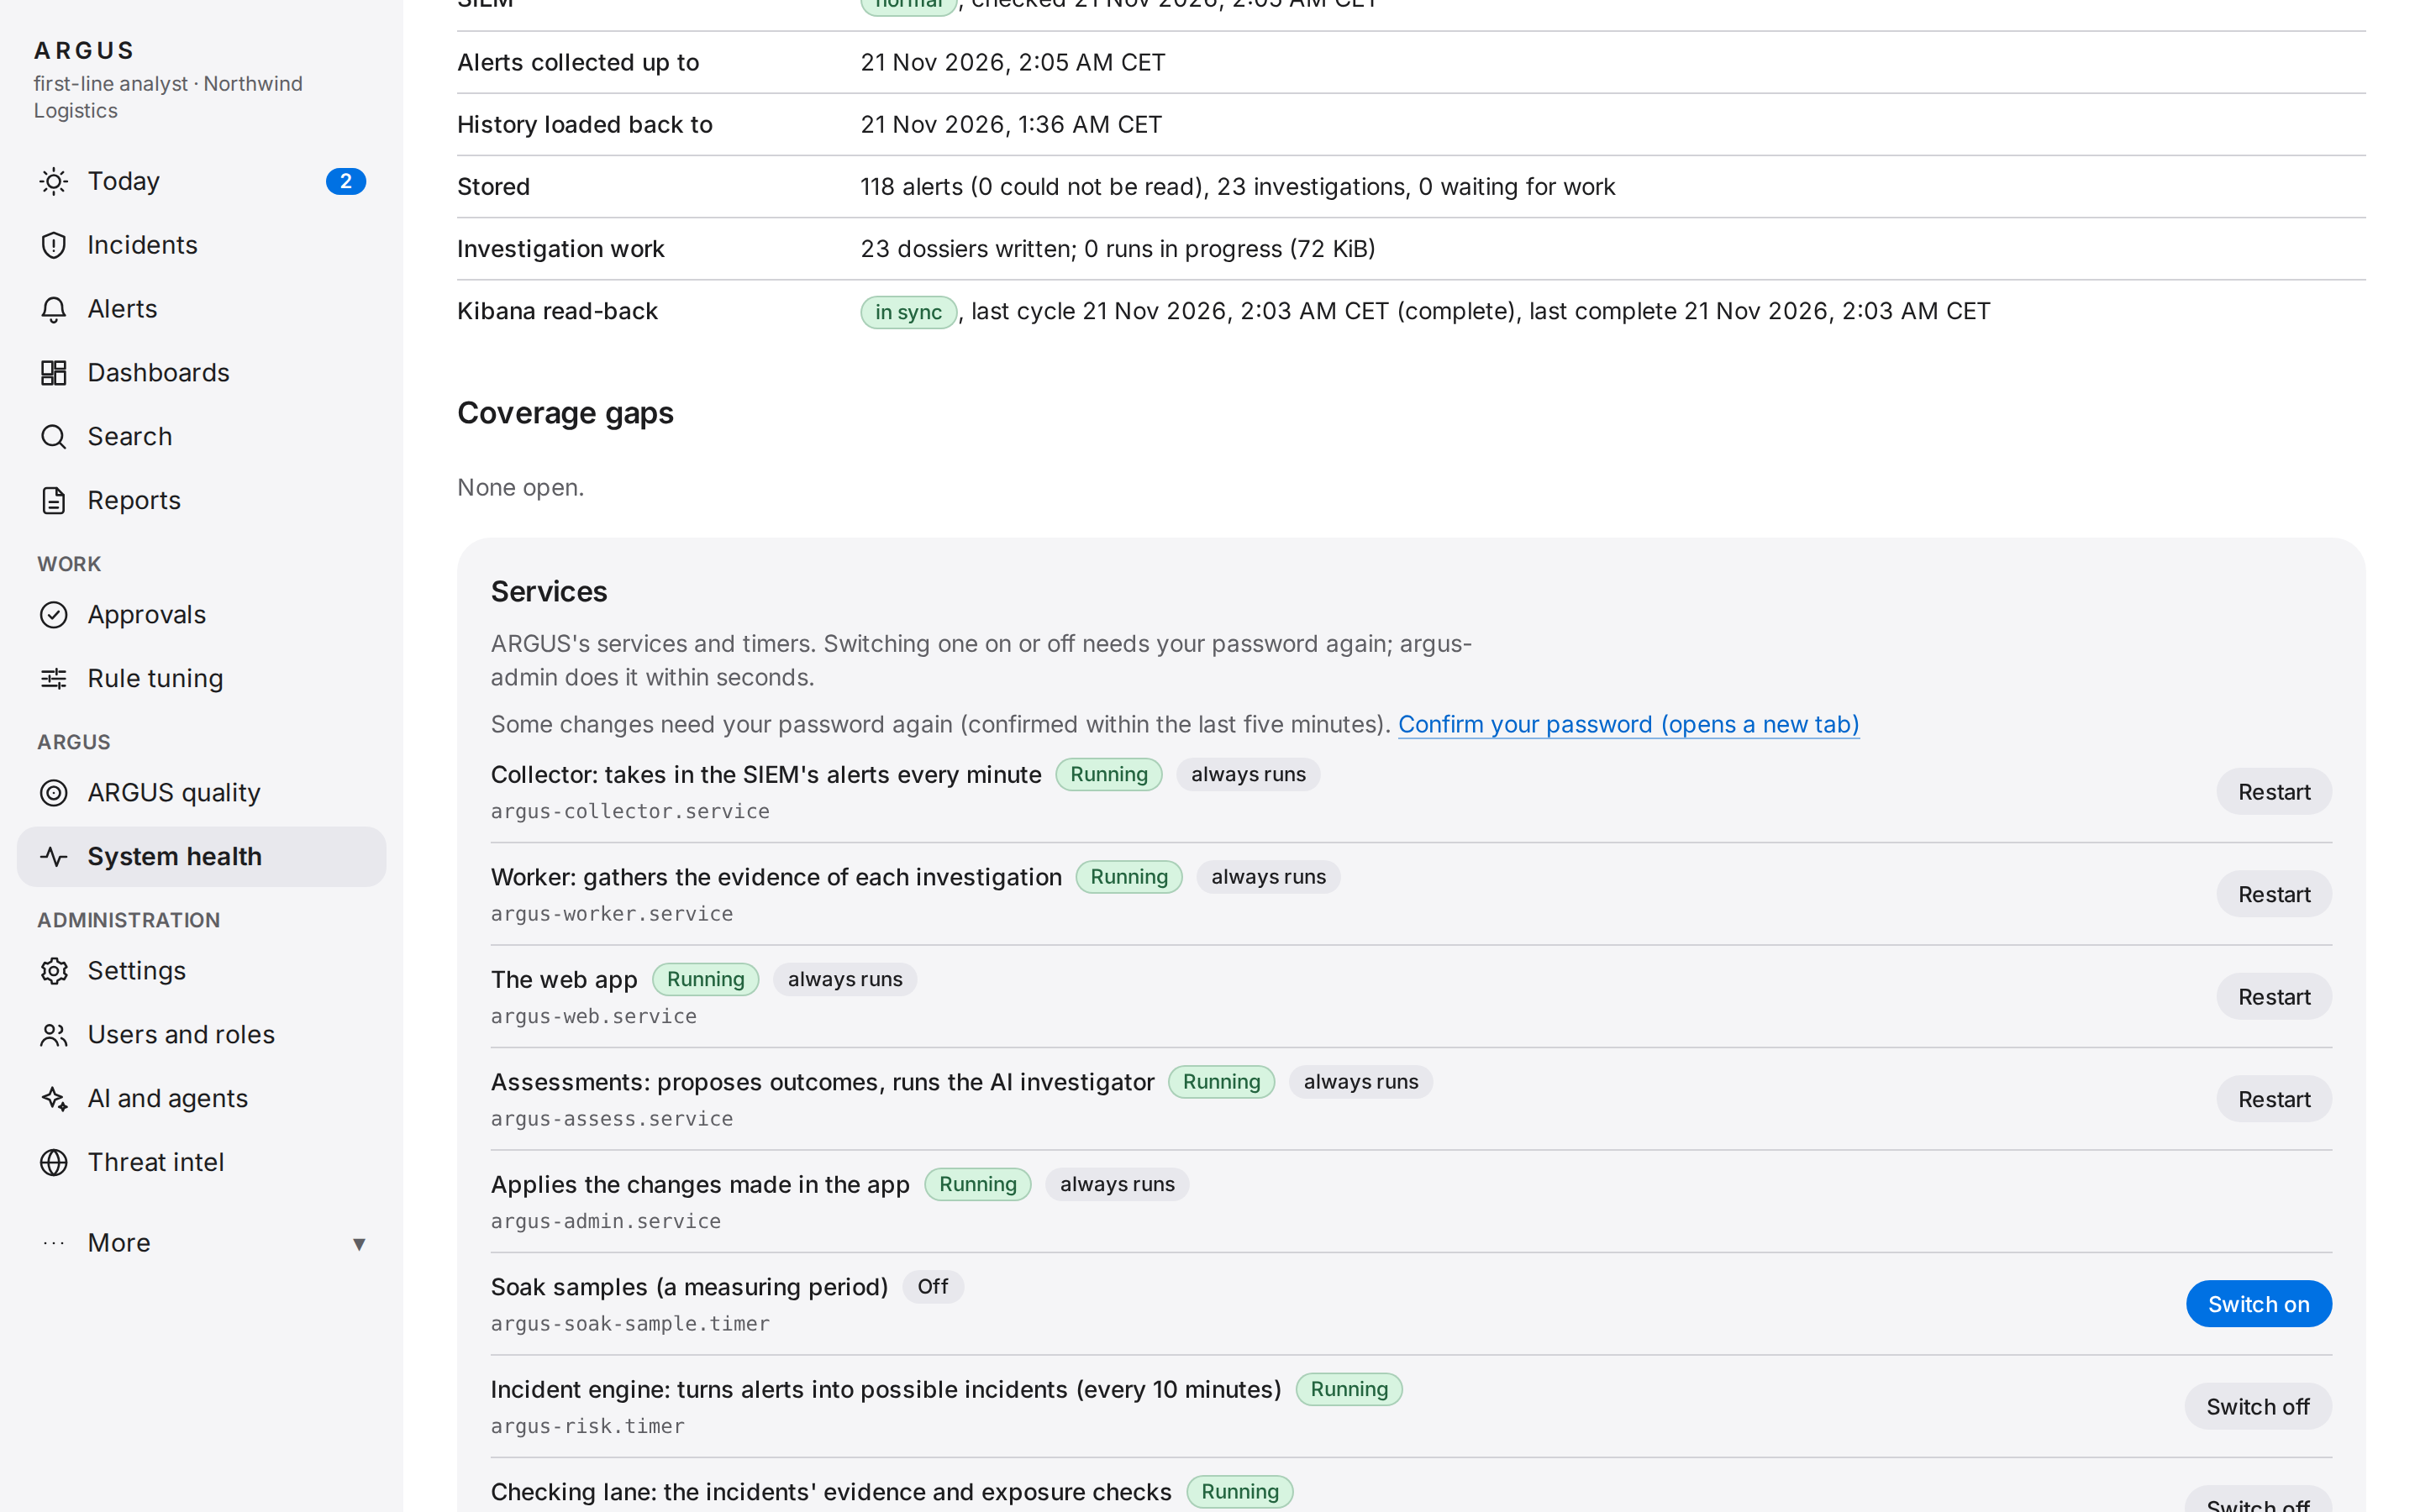 ARGUS
first-line analyst · Northwind
Logistics
Today 2
Incidents
Alerts
Dashboards
Search
Reports
WORK
Approvals
Rule tuning
ARGUS
ARGUS quality
System health
ADMINISTRATION
Settings
Users and roles
AI and agents
Threat intel
··· More ▼
SIEM normal, checked 21 Nov 2026, 2:05 AM CET
Alerts collected up to 21 Nov 2026, 2:05 AM CET
History loaded back to 21 Nov 2026, 1:36 AM CET
Stored 118 alerts (0 could not be read), 23 investigations, 0 waiting for work
Investigation work 23 dossiers written; 0 runs in progress (72 KiB)
Kibana read-back in sync, last cycle 21 Nov 2026, 2:03 AM CET (complete), last complete 21 Nov 2026, 2:03 AM CET
Coverage gaps
None open.
Services
ARGUS's services and timers. Switching one on or off needs your password again; argus-
admin does it within seconds.
Some changes need your password again (confirmed within the last five minutes). Confirm your password (opens a new tab)
Collector: takes in the SIEM's alerts every minute Running always runs
argus-collector.service
Restart
Worker: gathers the evidence of each investigation Running always runs
argus-worker.service
Restart
The web app Running always runs
argus-web.service
Restart
Assessments: proposes outcomes, runs the AI investigator Running always runs
argus-assess.service
Restart
Applies the changes made in the app Running always runs
argus-admin.service
Soak samples (a measuring period) Off
argus-soak-sample.timer
Switch on
Incident engine: turns alerts into possible incidents (every 10 minutes) Running
argus-risk.timer
Switch off
Checking lane: the incidents' evidence and exposure checks Running
Switch off